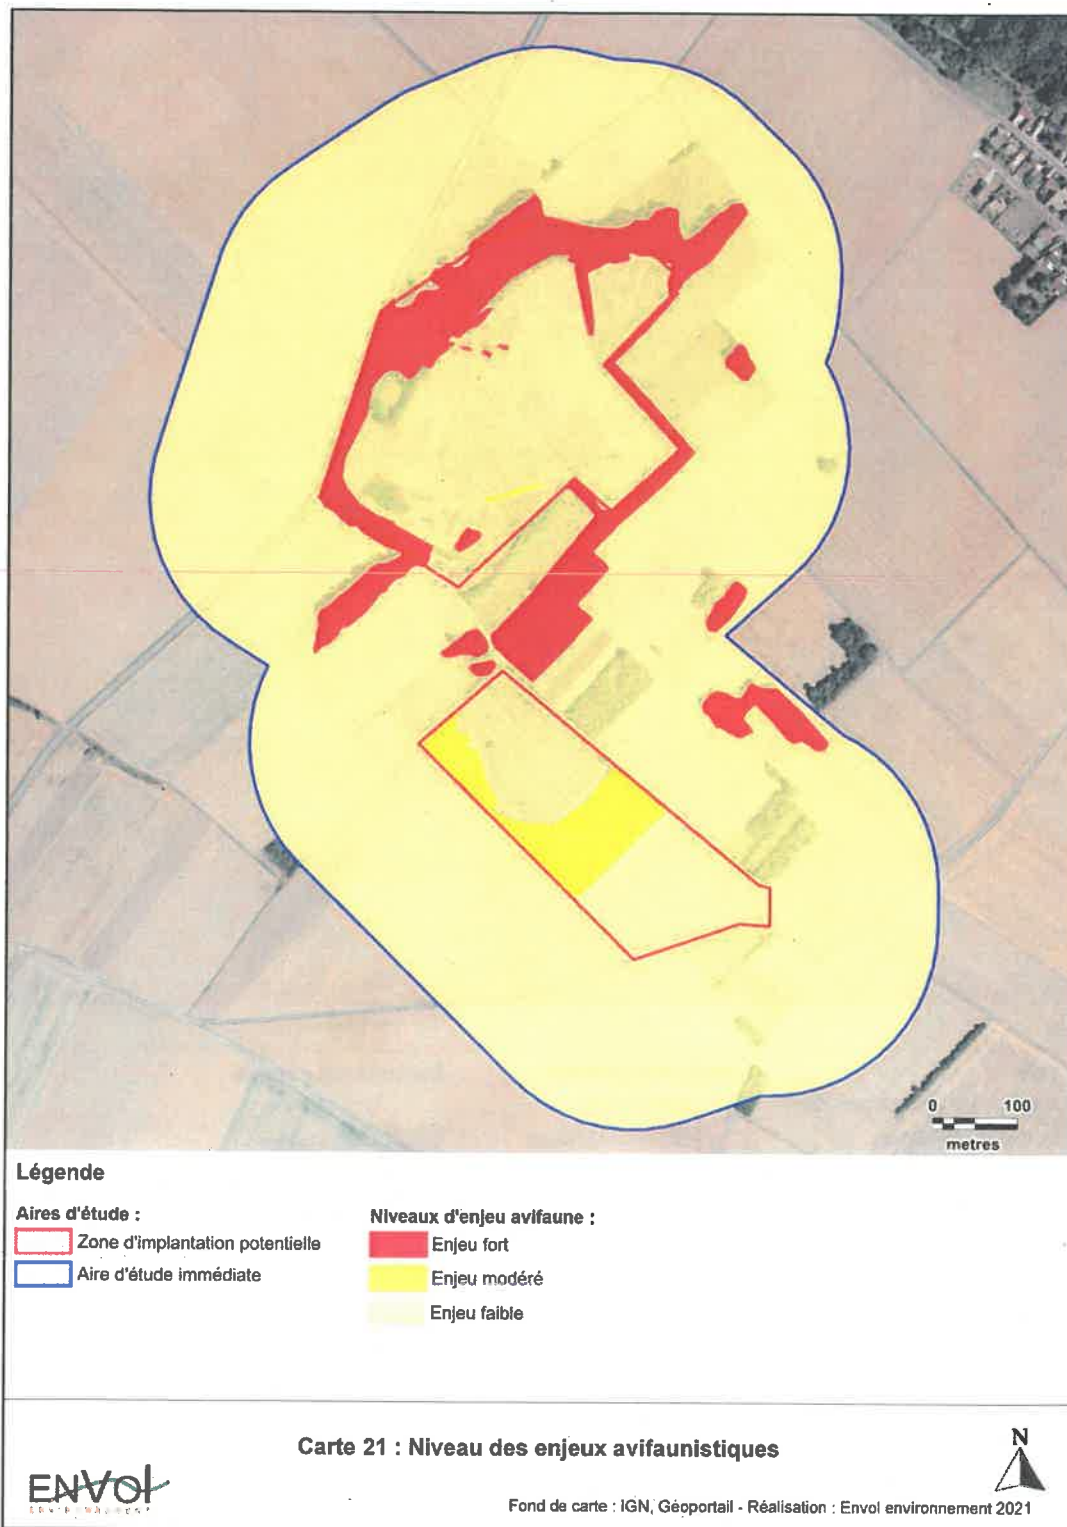 0 100
metres
Légende
Aires d'étude :
Zone d'implantation potentielle
Aire d'étude immédiate
Niveaux d'enjeu avifaune :
Enjeu fort
Enjeu modéré
Enjeu faible
Carte 21 : Niveau des enjeux avifaunistiques
N
ENVOL
ENVIRONNEMENT
Fond de carte : IGN, Géoportail - Réalisation : Envol environnement 2021